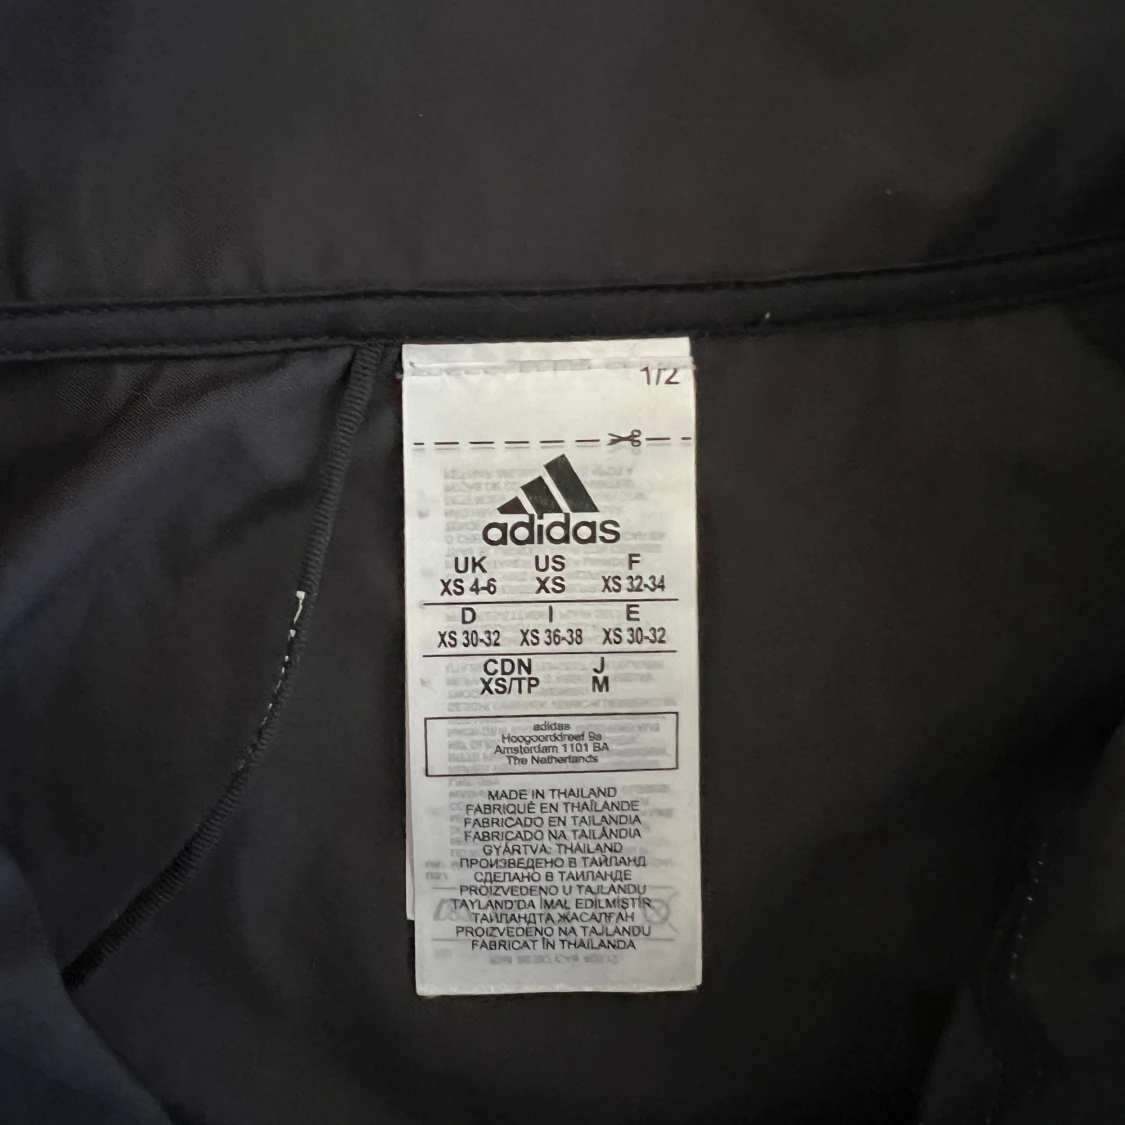 1/2
adidas
UK US F
XS 4-6 XS XS 32-34
D I E
XS 30-32 XS 36-38 XS 30-32
CDN J
XS/TP M
adidas
Hoogoorddreef 9a
Amsterdam 1101 BA
The Netherlands
MADE IN THAILAND
FABRIQUÉ EN THAÏLANDE
FABRICADO EN TAILANDIA
FABRICADO NA TAILÂNDIA
GYÁRTVA: THAILAND
ПРОИЗВЕДЕНО В ТАЙЛАНД
СДЕЛАНО В ТАИЛАНДЕ
PROIZVEDENO U TAJLANDU
TAYLAND'DA İMAL EDİLMİŞTİR
ТАИЛАНДТА ЖАСАЛҒАН
PROIZVEDENO NA TAJLANDU
FABRICAT ÎN THAILANDA